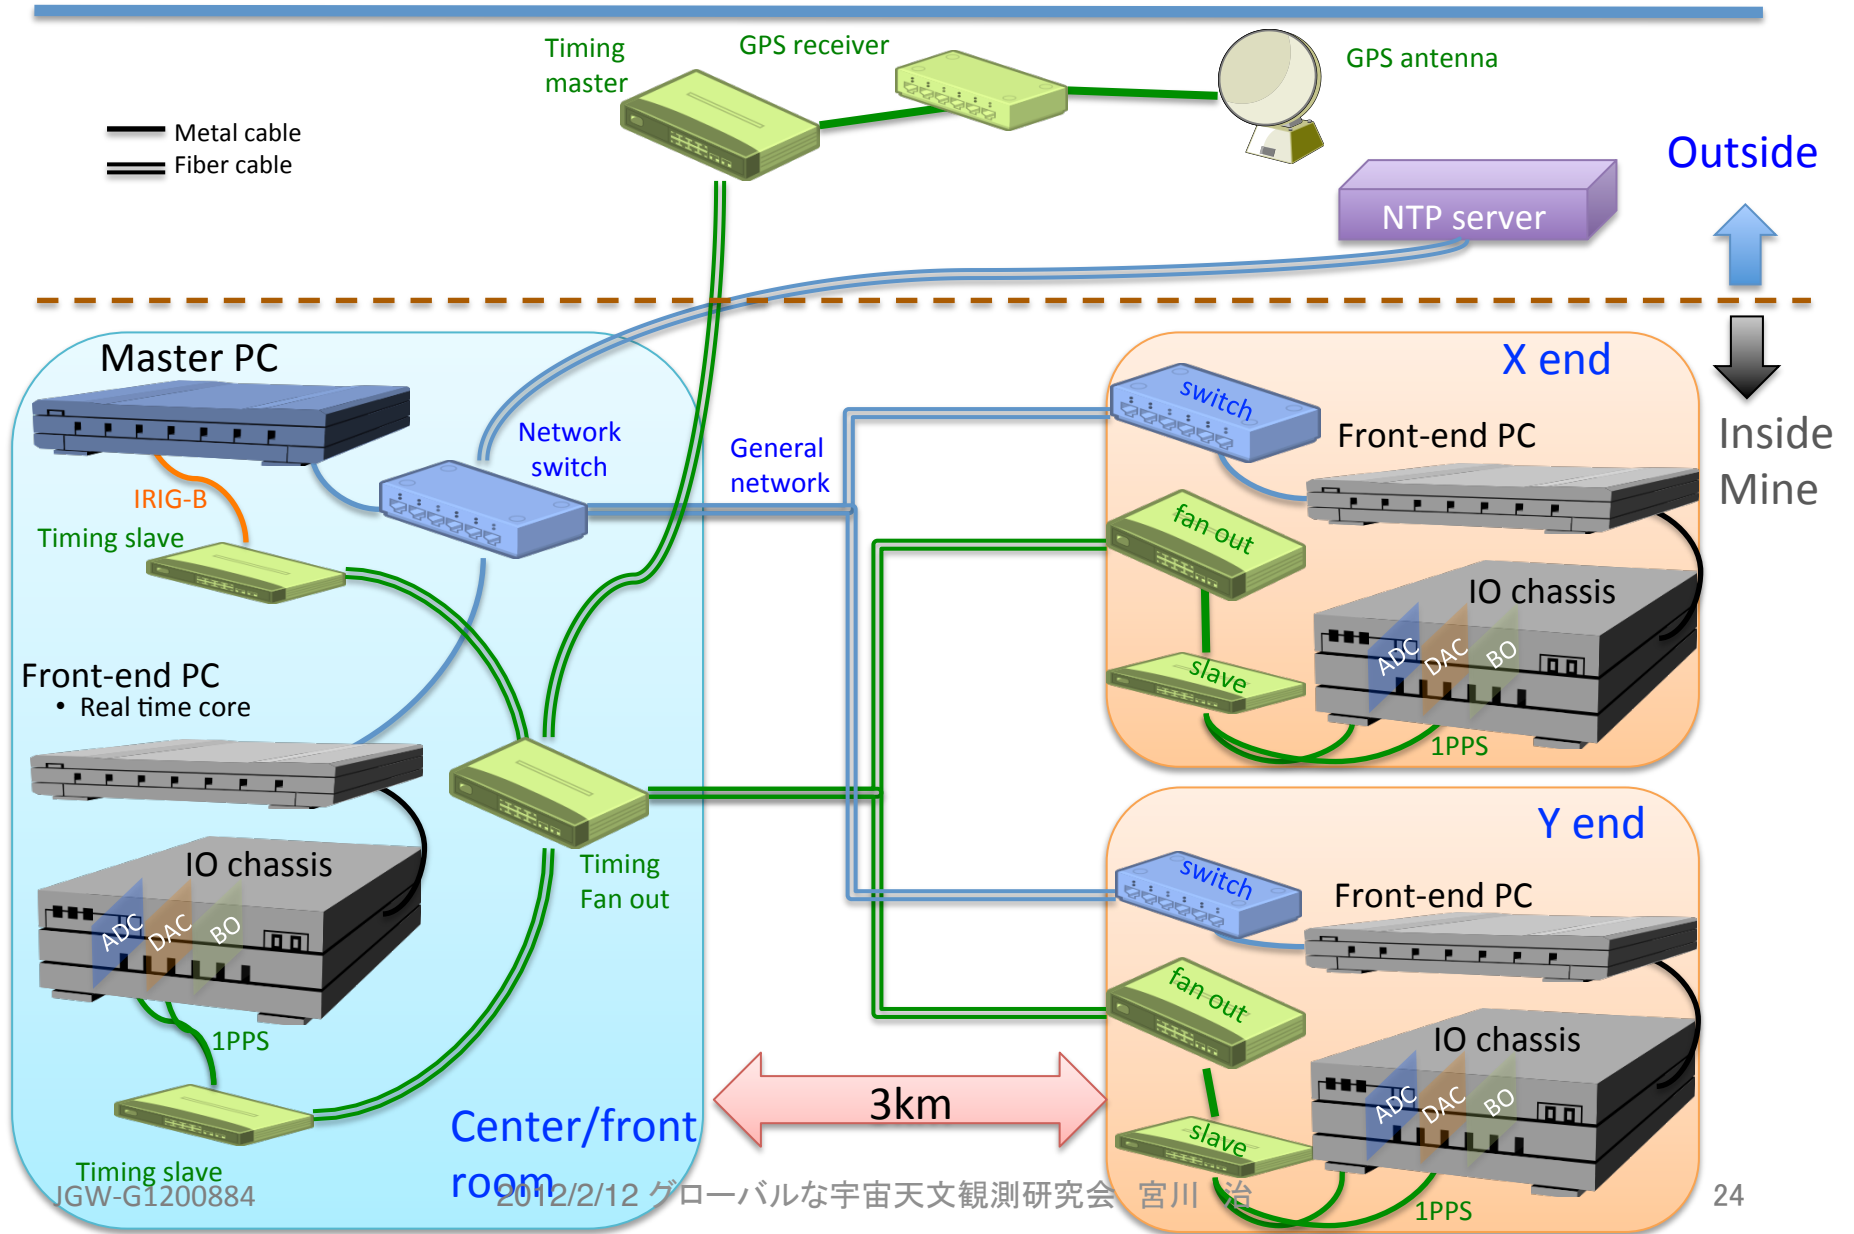 Timing
master
GPS receiver
GPS antenna
Metal cable
Fiber cable
Outside
NTP server
Master PC
IRIG-B
Timing slave
Network
switch
General
network
X end
switch
Front-end PC
Inside
Mine
fan out
IO chassis
ADC
DAC
BO
slave
1PPS
Front-end PC
• Real time core
IO chassis
ADC
DAC
BO
1PPS
Timing
Fan out
Timing slave
Center/front
room
3km
Y end
switch
Front-end PC
fan out
IO chassis
ADC
DAC
BO
slave
1PPS
JGW-G1200884
2012/2/12 グローバルな宇宙天文観測研究会 宮川 治
24